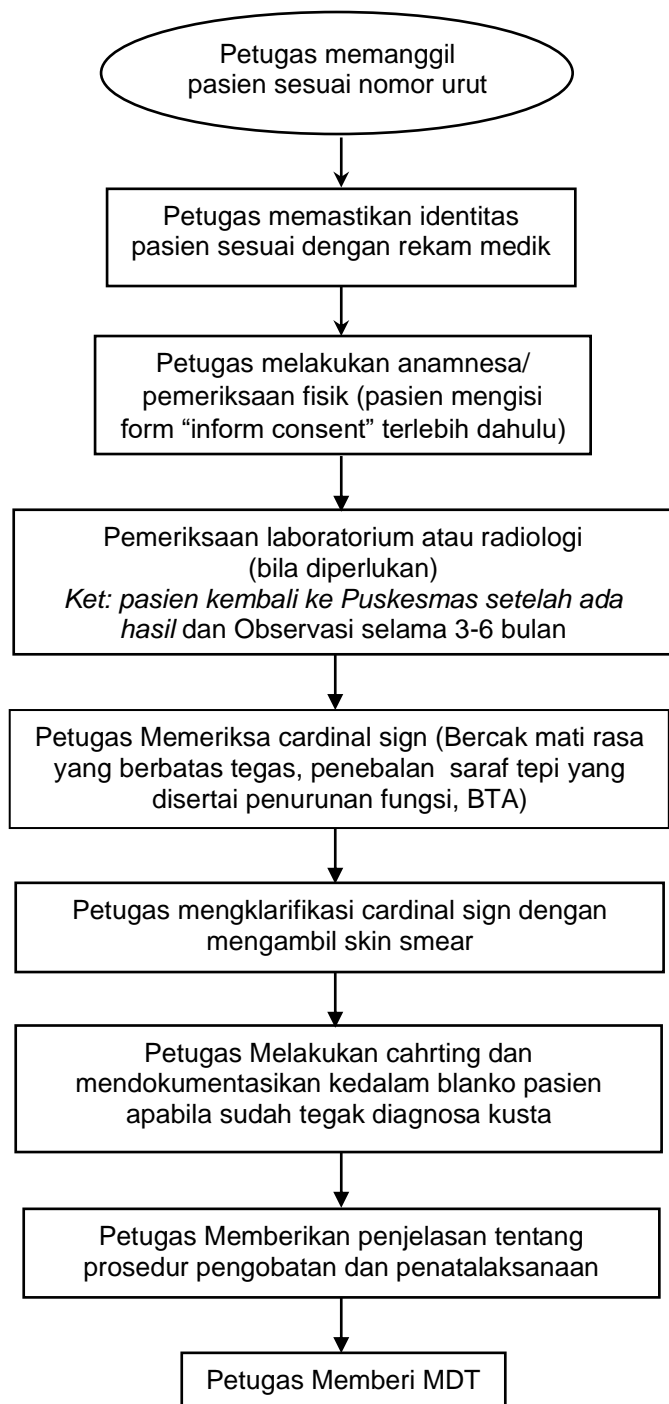 Petugas memanggil
pasien sesuai nomor urut
Petugas memastikan identitas
pasien sesuai dengan rekam medik
Petugas melakukan anamnesa/
pemeriksaan fisik (pasien mengisi
form “inform consent” terlebih dahulu)
Pemeriksaan laboratorium atau radiologi
(bila diperlukan)
Ket: pasien kembali ke Puskesmas setelah ada
hasil dan Observasi selama 3-6 bulan
Petugas Memeriksa cardinal sign (Bercak mati rasa
yang berbatas tegas, penebalan saraf tepi yang
disertai penurunan fungsi, BTA)
Petugas mengklarifikasi cardinal sign dengan
mengambil skin smear
Petugas Melakukan cahrting dan
mendokumentasikan kedalam blanko pasien
apabila sudah tegak diagnosa kusta
Petugas Memberikan penjelasan tentang
prosedur pengobatan dan penatalaksanaan
Petugas Memberi MDT